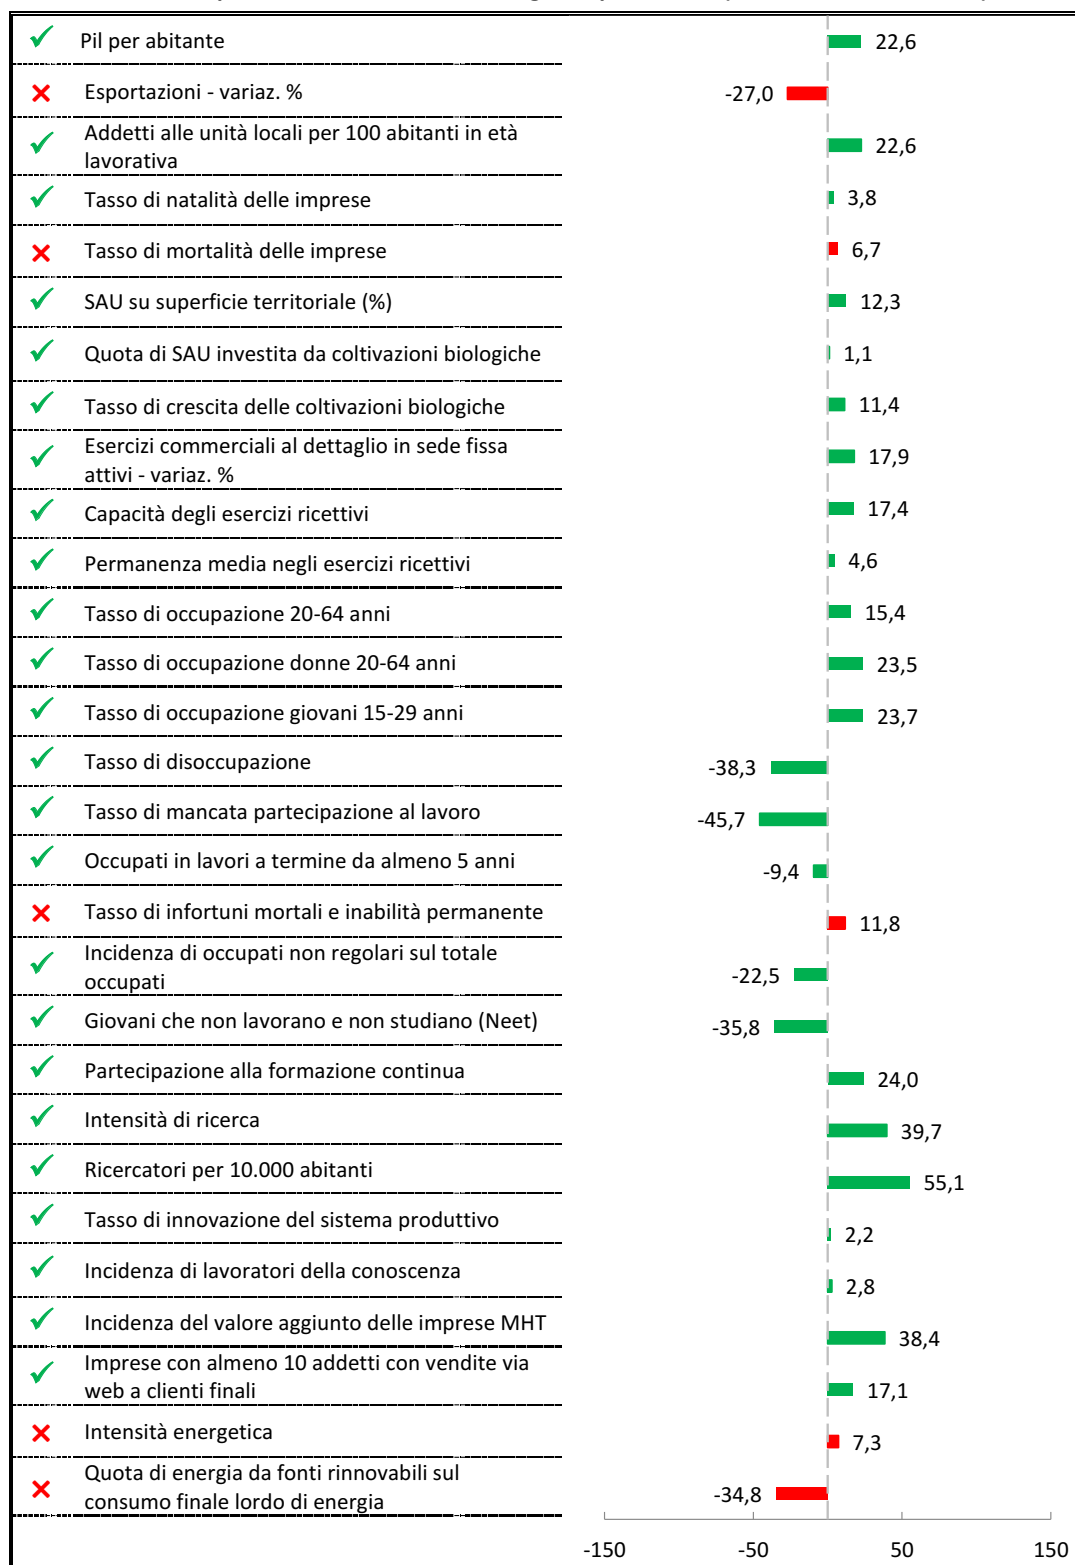 Pil per abitante
22,6
Esportazioni - variaz. %
-27,0
Addetti alle unità locali per 100 abitanti in età
lavorativa
22,6
Tasso di natalità delle imprese
3,8
Tasso di mortalità delle imprese
6,7
SAU su superficie territoriale (%)
12,3
Quota di SAU investita da coltivazioni biologiche
1,1
Tasso di crescita delle coltivazioni biologiche
11,4
Esercizi commerciali al dettaglio in sede fissa
attivi - variaz. %
17,9
Capacità degli esercizi ricettivi
17,4
Permanenza media negli esercizi ricettivi
4,6
Tasso di occupazione 20-64 anni
15,4
Tasso di occupazione donne 20-64 anni
23,5
Tasso di occupazione giovani 15-29 anni
23,7
Tasso di disoccupazione
-38,3
Tasso di mancata partecipazione al lavoro
-45,7
Occupati in lavori a termine da almeno 5 anni
-9,4
Tasso di infortuni mortali e inabilità permanente
11,8
Incidenza di occupati non regolari sul totale
occupati
-22,5
Giovani che non lavorano e non studiano (Neet)
-35,8
Partecipazione alla formazione continua
24,0
Intensità di ricerca
39,7
Ricercatori per 10.000 abitanti
55,1
Tasso di innovazione del sistema produttivo
2,2
Incidenza di lavoratori della conoscenza
2,8
Incidenza del valore aggiunto delle imprese MHT
38,4
Imprese con almeno 10 addetti con vendite via
web a clienti finali
17,1
Intensità energetica
7,3
Quota di energia da fonti rinnovabili sul
consumo finale lordo di energia
-34,8
-150 -50 50 150